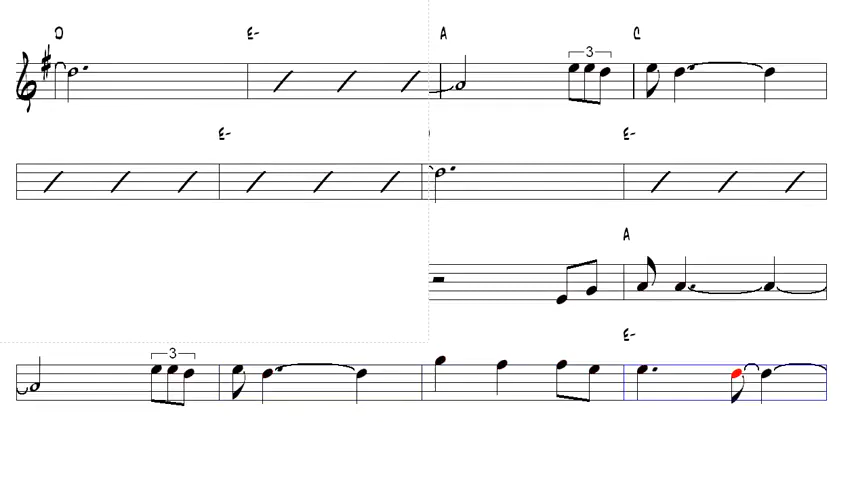 D E- A C
3
E- E-
A
E-
3